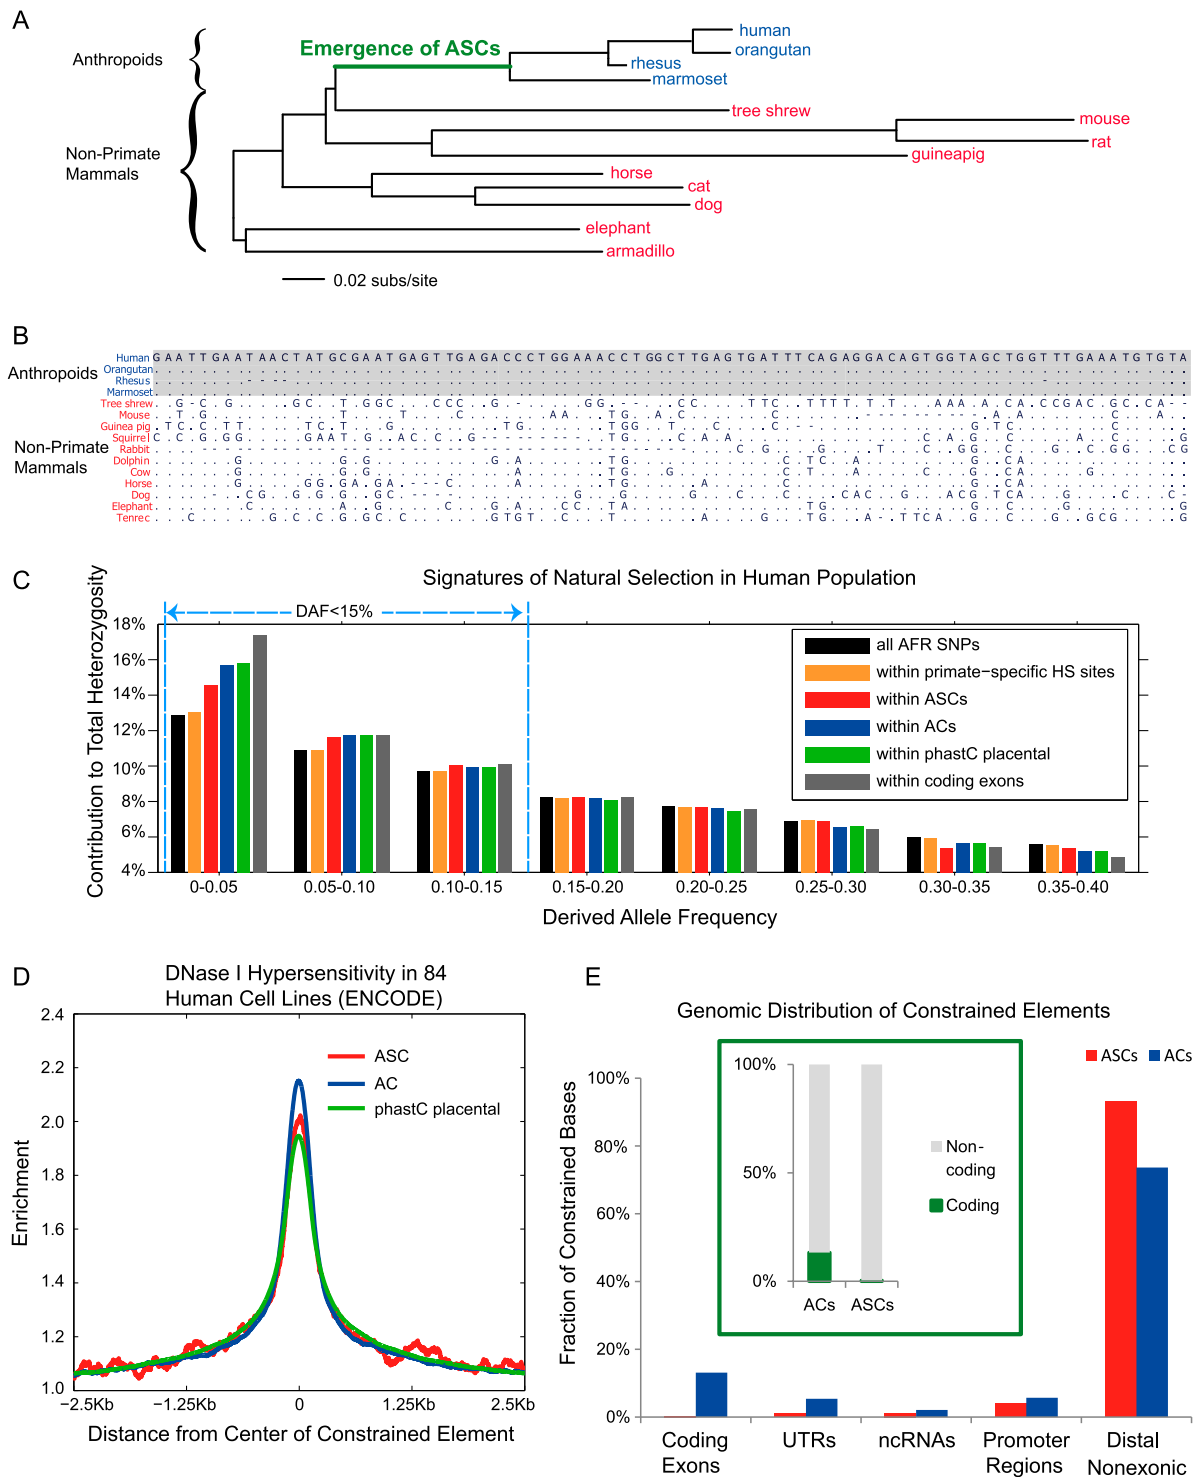 A
Anthropoids
Emergence of ASCs
human
orangutan
rhesus
marmoset
tree shrew
mouse
rat
guineapig
Non-Primate
Mammals
horse
cat
dog
elephant
armadillo
0.02 subs/site
B
Anthropoids
Non-Primate
Mammals
Human GAATTGAATAACTATGCGAATGAGTTGAGACCCTGGAAACCTGGCTTGAGTGATTTCAGAGGACAGTGGTAGCTGGTTTGAAATGTGTA
Orangutan
Rhesus
Marmoset
Tree shrew
Mouse
Guinea pig
Squirrel
Rabbit
Dolphin
Cow
Horse
Dog
Elephant
Tenrec
C
Signatures of Natural Selection in Human Population
DAF<15%
Contribution to Total Heterozygosity
18%
16%
14%
12%
10%
8%
6%
4%
all AFR SNPs
within primate-specific HS sites
within ASCs
within ACs
within phastC placental
within coding exons
0-0.05
0.05-0.10
0.10-0.15
0.15-0.20
0.20-0.25
0.25-0.30
0.30-0.35
0.35-0.40
Derived Allele Frequency
D
DNase I Hypersensitivity in 84
Human Cell Lines (ENCODE)
Enrichment
2.4
2.2
2.0
1.8
1.6
1.4
1.2
1.0
ASC
AC
phastC placental
−2.5Kb
−1.25Kb
0
1.25Kb
2.5Kb
Distance from Center of Constrained Element
E
Genomic Distribution of Constrained Elements
ASCs
ACs
Fraction of Constrained Bases
100%
80%
60%
40%
20%
0%
100%
50%
0%
Non-
coding
Coding
ACs
ASCs
Coding
Exons
UTRs
ncRNAs
Promoter
Regions
Distal
Nonexonic